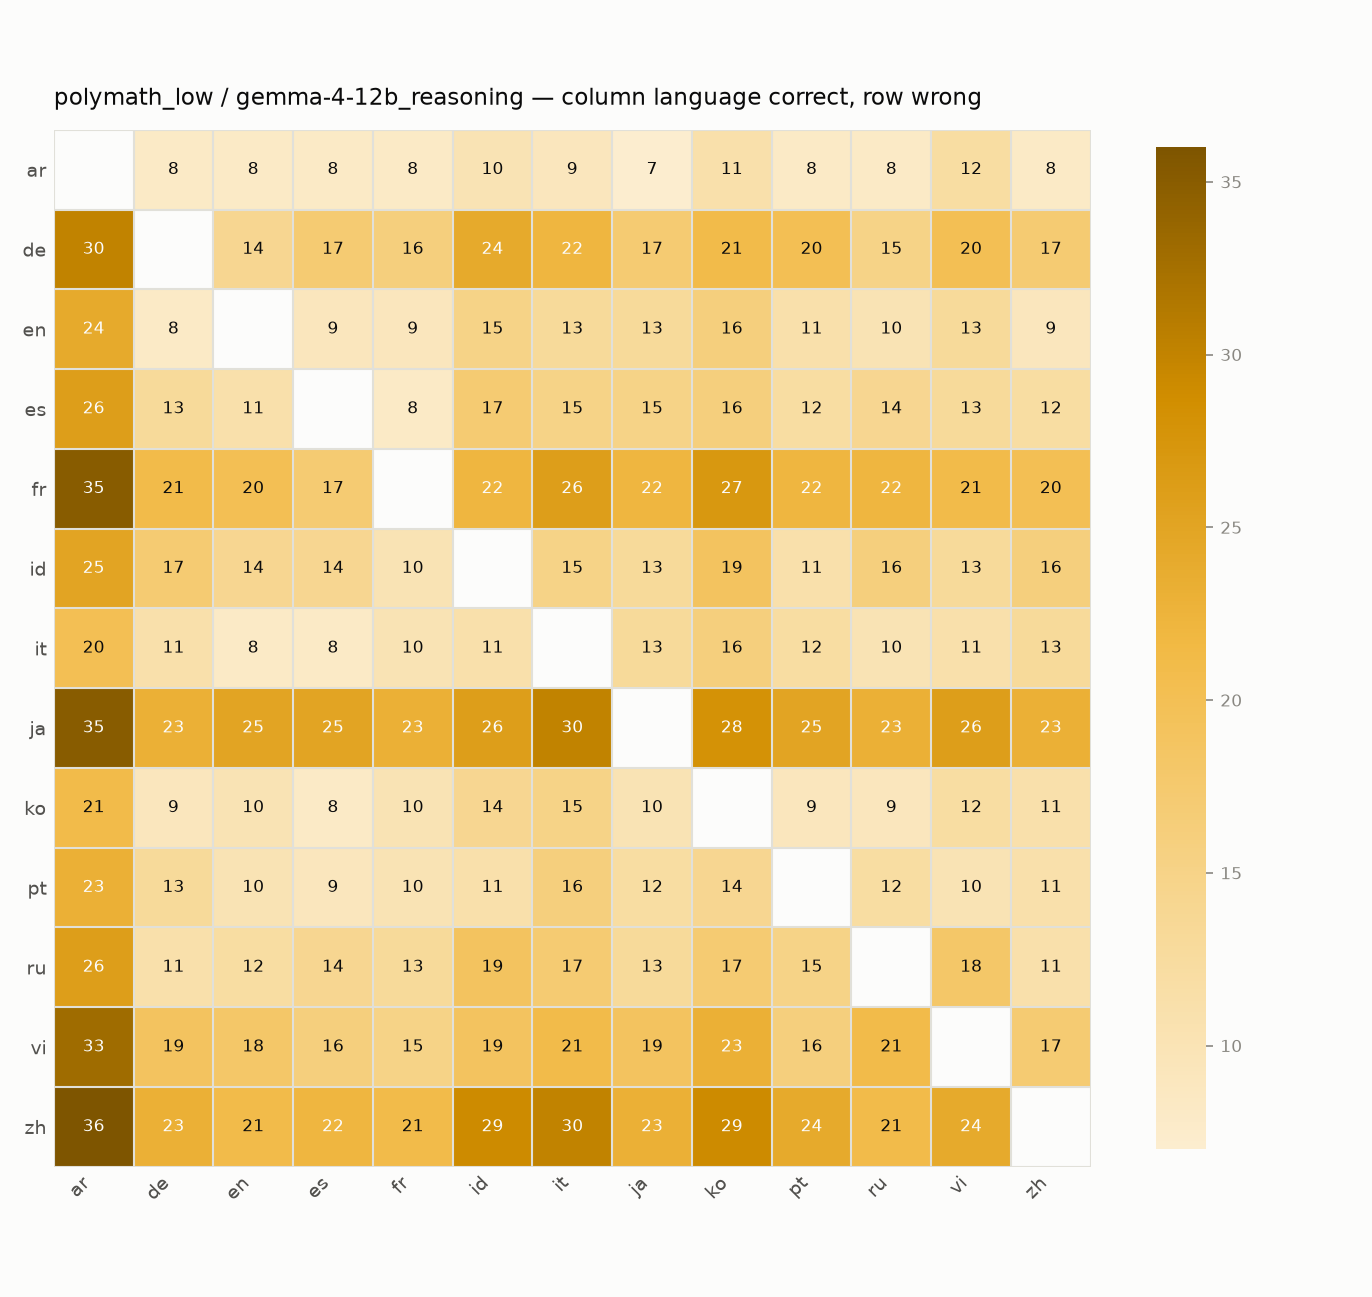 polymath_low / gemma-4-12b_reasoning — column language correct, row wrong
ar 8 8 8 8 10 9 7 11 8 8 12 8
de 30 14 17 16 24 22 17 21 20 15 20 17
en 24 8 9 9 15 13 13 16 11 10 13 9
es 26 13 11 8 17 15 15 16 12 14 13 12
fr 35 21 20 17 22 26 22 27 22 22 21 20
id 25 17 14 14 10 15 13 19 11 16 13 16
it 20 11 8 8 10 11 13 16 12 10 11 13
ja 35 23 25 25 23 26 30 28 25 23 26 23
ko 21 9 10 8 10 14 15 10 9 9 12 11
pt 23 13 10 9 10 11 16 12 14 12 10 11
ru 26 11 12 14 13 19 17 13 17 15 18 11
vi 33 19 18 16 15 19 21 19 23 16 21 17
zh 36 23 21 22 21 29 30 23 29 24 21 24
ar de en es fr id it ja ko pt ru vi zh
35
30
25
20
15
10